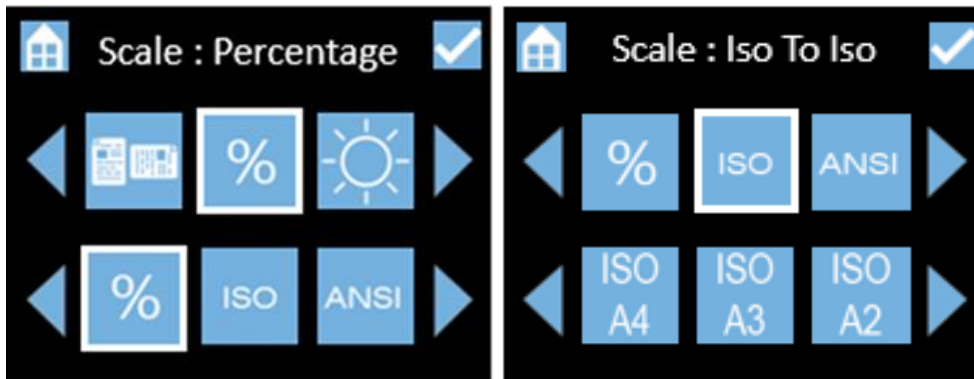 Scale : Percentage
%
% ISO ANSI
Scale : Iso To Iso
% ISO ANSI
ISO A4
ISO A3
ISO A2